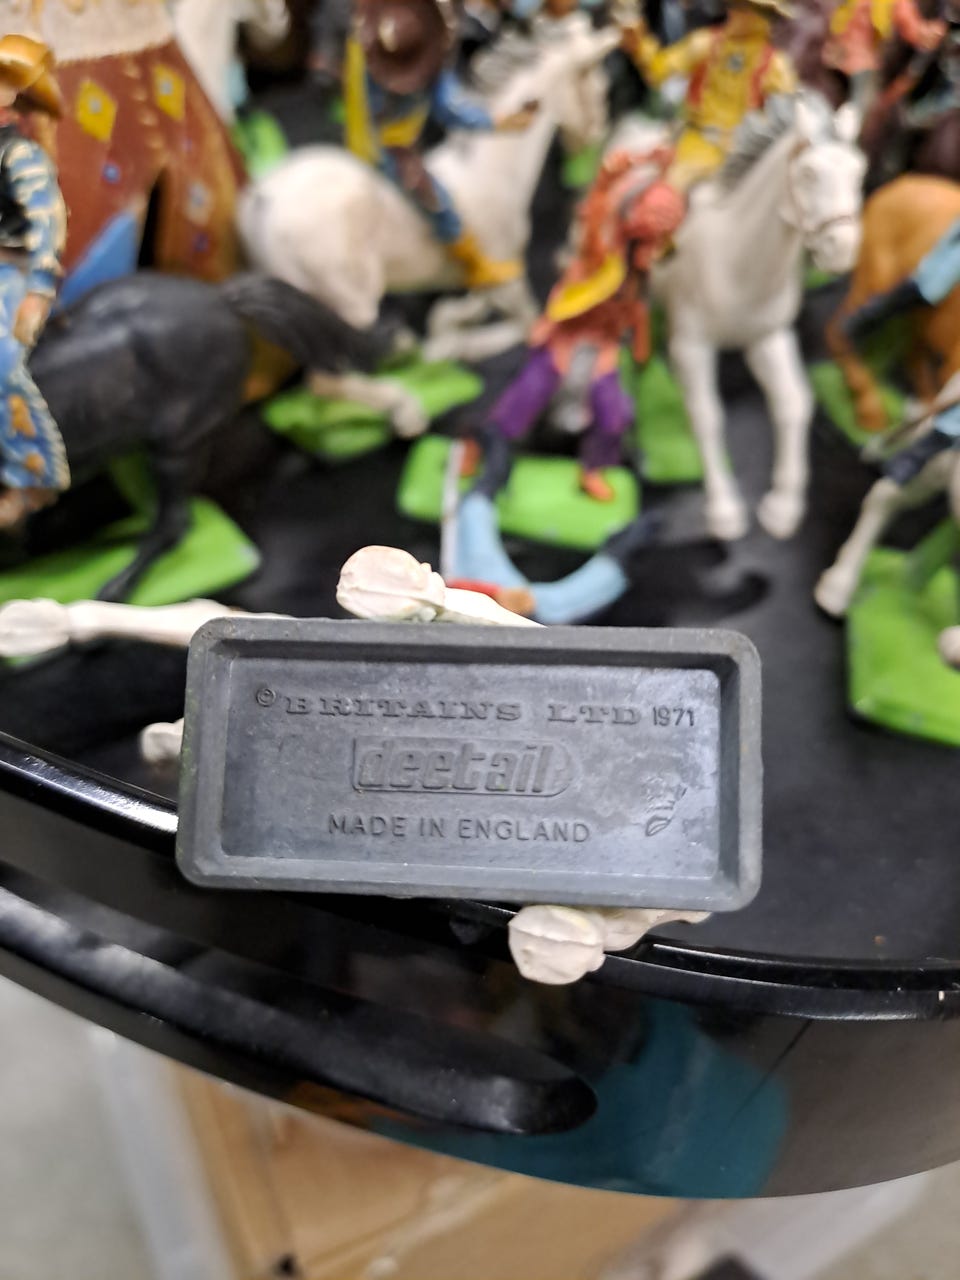 © BRITAINS LTD 1971
deetail
MADE IN ENGLAND